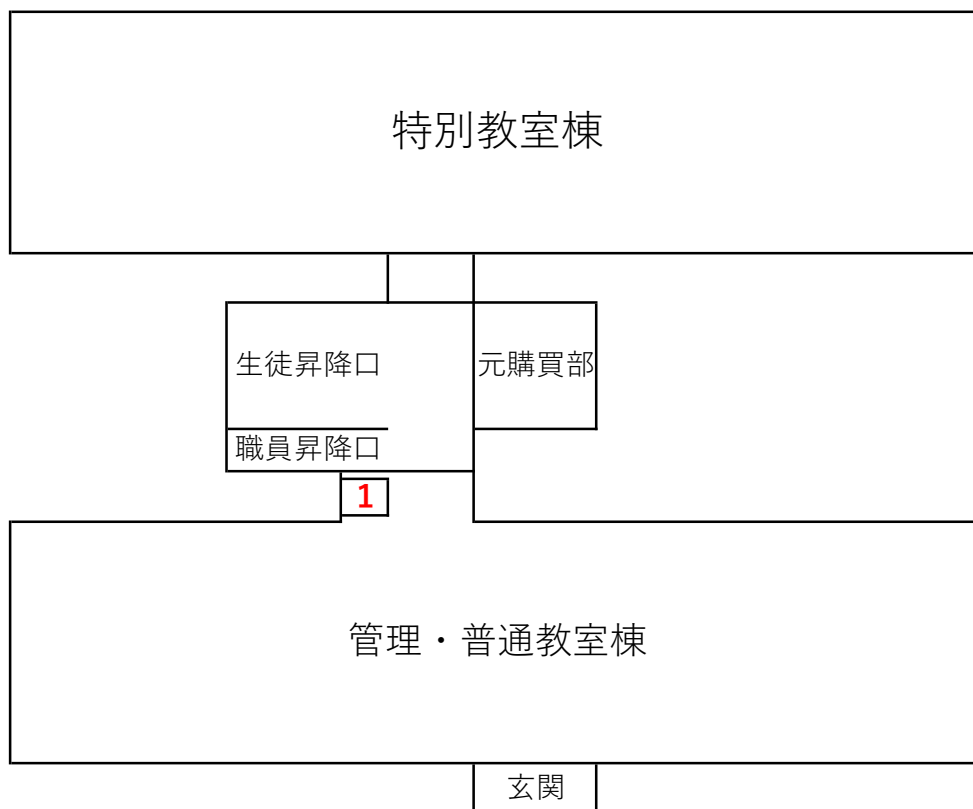 特別教室棟
生徒昇降口
元購買部
職員昇降口
1
管理・普通教室棟
玄関